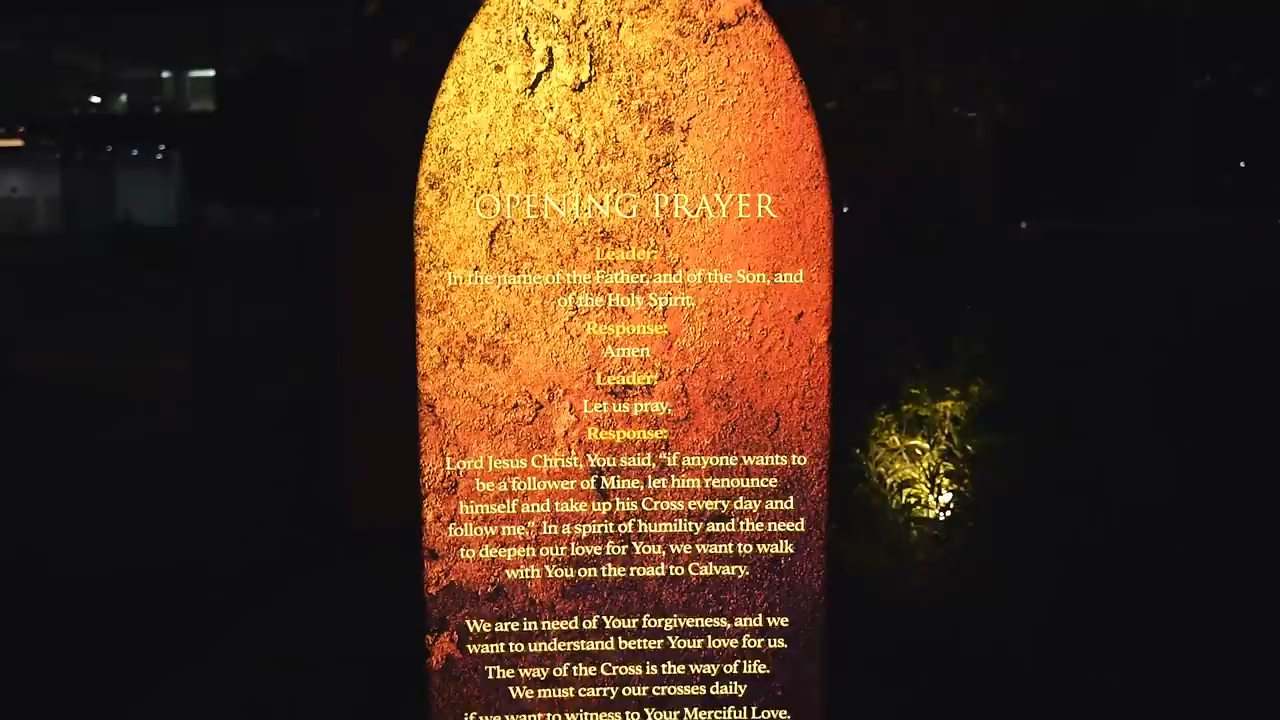 OPENING PRAYER
Leader:
In the name of the Father, and of the Son, and
of the Holy Spirit.
Response:
Amen
Leader:
Let us pray,
Response:
Lord Jesus Christ, You said, “if anyone wants to
be a follower of Mine, let him renounce
himself and take up his Cross every day and
follow me.” In a spirit of humility and the need
to deepen our love for You, we want to walk
with You on the road to Calvary.
We are in need of Your forgiveness, and we
want to understand better Your love for us.
The way of the Cross is the way of life.
We must carry our crosses daily
if we want to witness to Your Merciful Love.